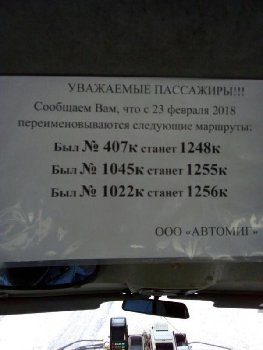 УВАЖАЕМЫЕ ПАССАЖИРЫ!!!
Сообщаем Вам, что с 23 февраля 2018
переименовываются следующие маршруты:
Был № 407к станет 1248к
Был № 1045к станет 1255к
Был № 1022к станет 1256к
ООО «АВТОМИГ»